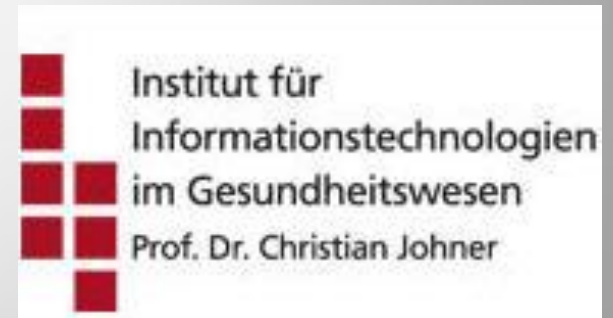 Institut für
Informationstechnologien
im Gesundheitswesen
Prof. Dr. Christian Johner